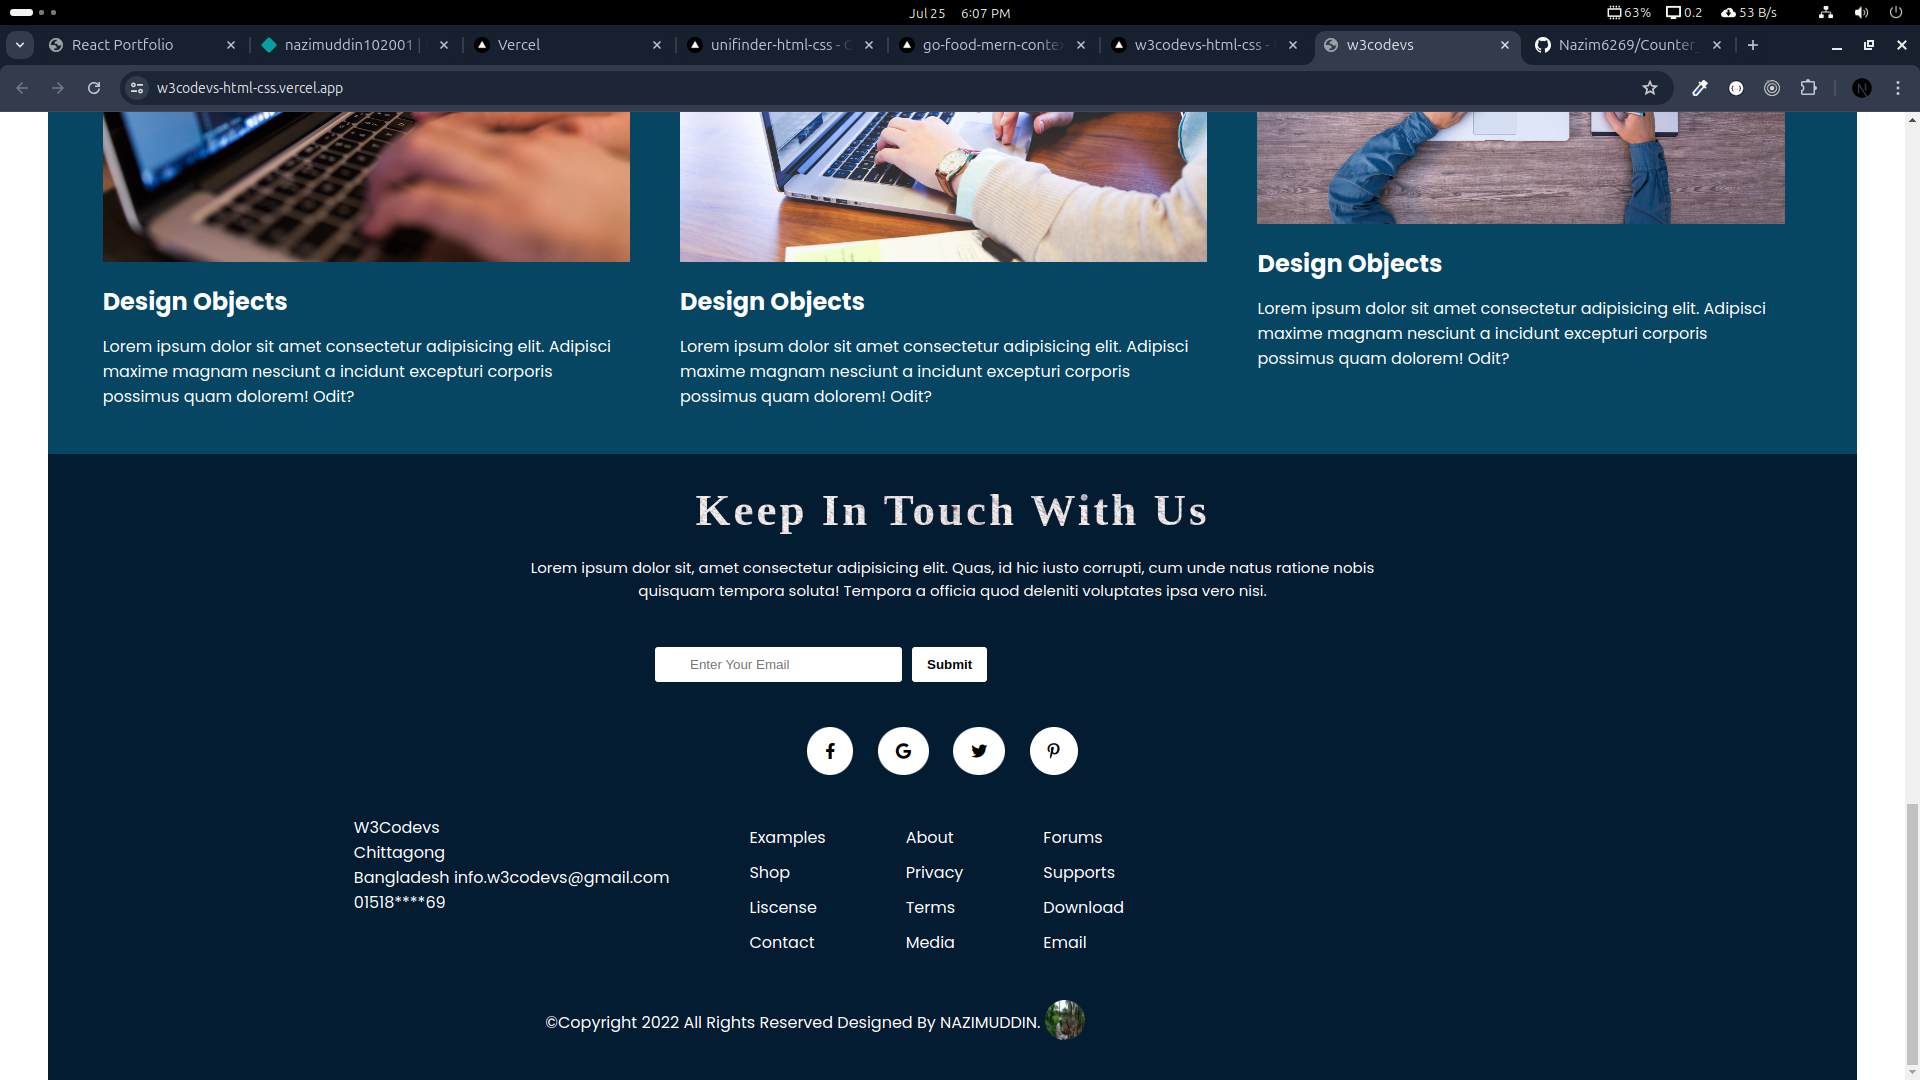 Jul 25 6:07 PM
63% 0.2 53 B/s
React Portfolio
nazimuddin102001 |
Vercel
unifinder-html-css -
go-food-mern-conte
w3codevs-html-css -
w3codevs
Nazim6269/Counter_
w3codevs-html-css.vercel.app
N
Design Objects
Lorem ipsum dolor sit amet consectetur adipisicing elit. Adipisci
maxime magnam nesciunt a incidunt excepturi corporis
possimus quam dolorem! Odit?
Design Objects
Lorem ipsum dolor sit amet consectetur adipisicing elit. Adipisci
maxime magnam nesciunt a incidunt excepturi corporis
possimus quam dolorem! Odit?
Design Objects
Lorem ipsum dolor sit amet consectetur adipisicing elit. Adipisci
maxime magnam nesciunt a incidunt excepturi corporis
possimus quam dolorem! Odit?
Keep In Touch With Us
Lorem ipsum dolor sit, amet consectetur adipisicing elit. Quas, id hic iusto corrupti, cum unde natus ratione nobis
quisquam tempora soluta! Tempora a officia quod deleniti voluptates ipsa vero nisi.
Enter Your Email
Submit
W3Codevs
Chittagong
Bangladesh info.w3codevs@gmail.com
01518****69
Examples
Shop
Liscense
Contact
About
Privacy
Terms
Media
Forums
Supports
Download
Email
©Copyright 2022 All Rights Reserved Designed By NAZIMUDDIN.